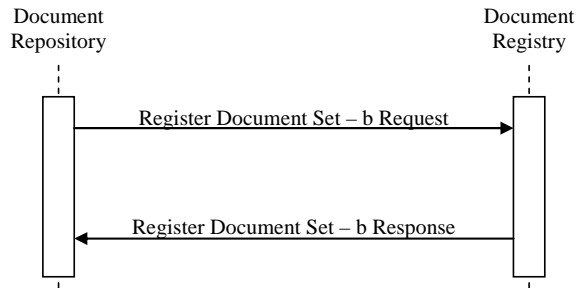 Document
Repository
Document
Registry
Register Document Set – b Request
Register Document Set – b Response